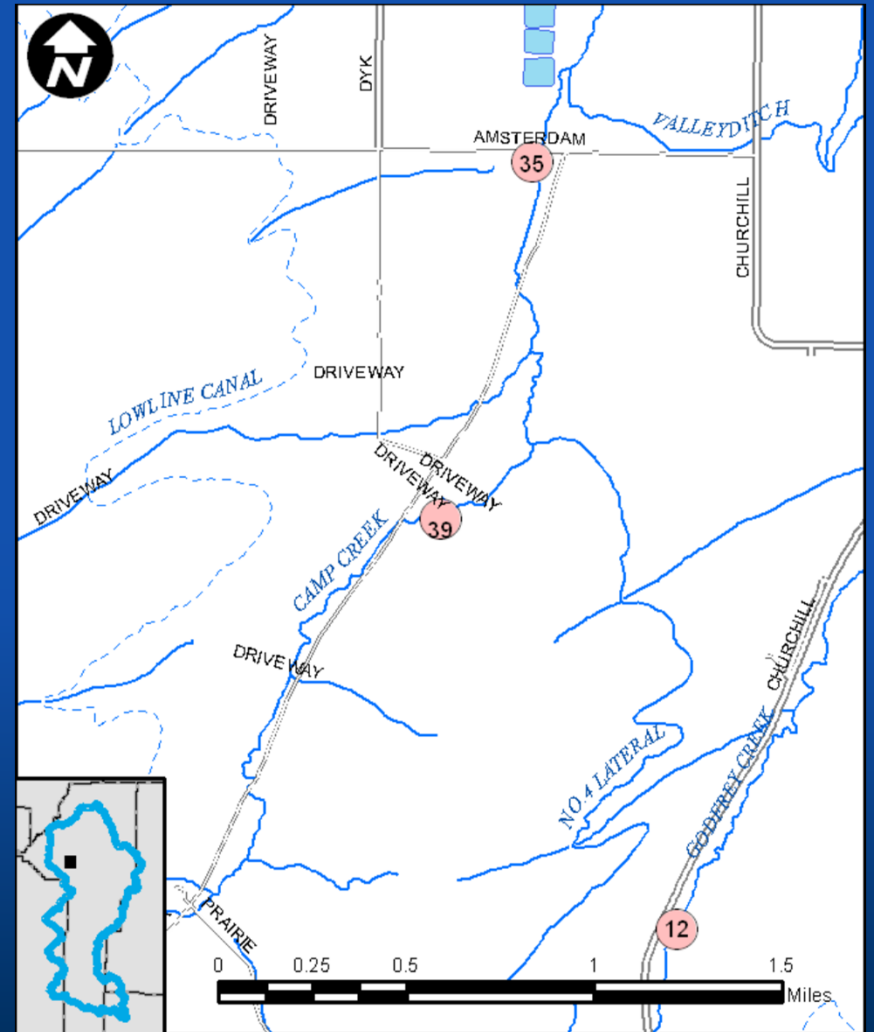 N
DRIVEWAY
DYK
VALLEYDITCH
AMSTERDAM
35
CHURCHILL
DRIVEWAY
LOWLINE CANAL
DRIVEWAY
DRIVEWAY
DRIVEWAY
39
CAMP CREEK
DRIVEWAY
CHURCHILL
NO.4 LATERAL
GODFREY CREEK
PRAIRIE
12
0 0.25 0.5 1 1.5
Miles